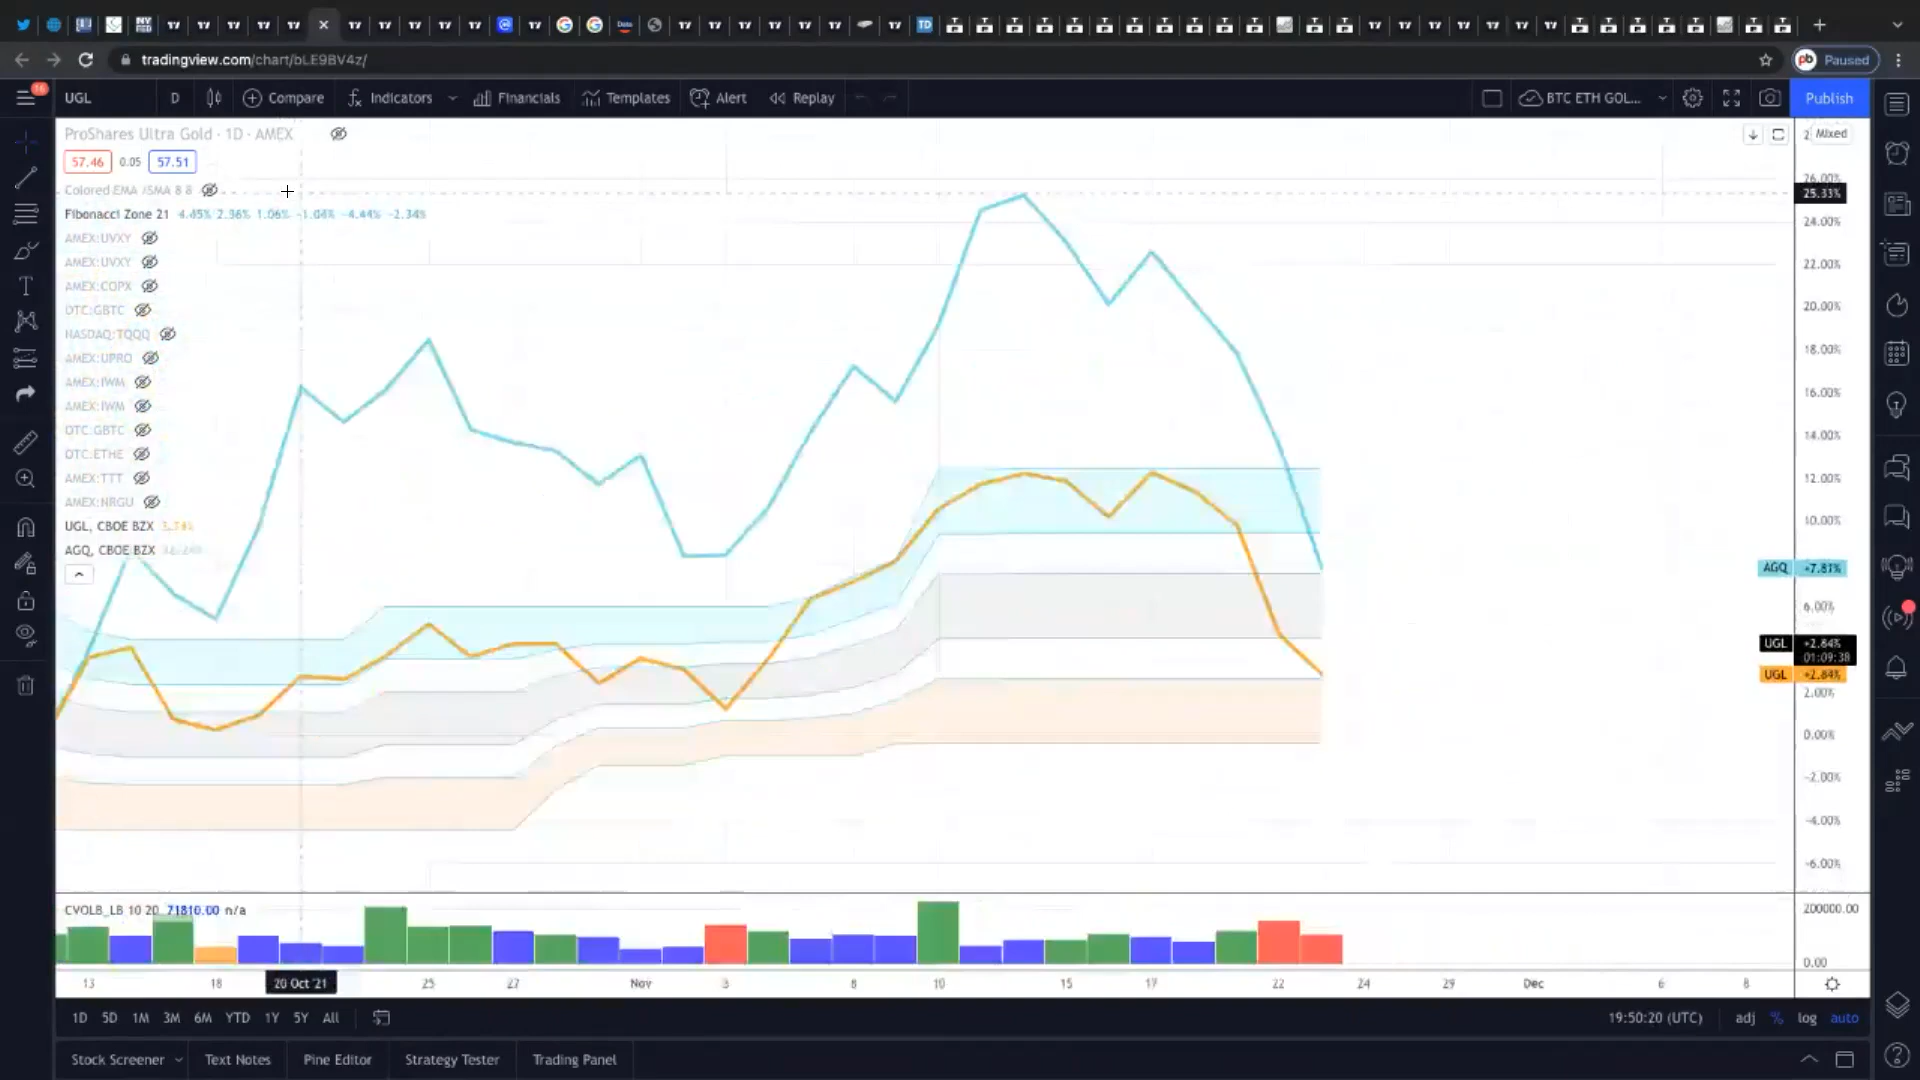 tradingview.com/chart/bLE9BV4z/
Paused
16
UGL D Compare Indicators Financials Templates Alert Replay BTC ETH GOL... Publish
ProShares Ultra Gold · 1D · AMEX
Mixed
57.46 0.05 57.51
Colored EMA /SMA 8 8
Fibonacci Zone 21 4.45% 2.36% 1.06% -1.04% -4.44% -2.34%
AMEX:UVXY
AMEX:UVXY
AMEX:COPX
OTC:GBTC
NASDAQ:TQQQ
AMEX:UPRO
AMEX:IWM
AMEX:IWM
OTC:GBTC
OTC:ETHE
AMEX:TTT
AMEX:NRGU
UGL, CBOE BZX
AGQ, CBOE BZX
26.00%
25.33%
24.00%
22.00%
20.00%
18.00%
16.00%
14.00%
12.00%
10.00%
AGQ +7.81%
6.00%
UGL +2.84%
01:09:38
UGL +2.84%
2.00%
0.00%
-2.00%
-4.00%
-6.00%
CVOLB_LB 10 20 71810.00 n/a
200000.00
0.00
13 18 20 Oct '21 25 27 Nov 3 8 10 15 17 22 24 29 Dec 6 8
1D 5D 1M 3M 6M YTD 1Y 5Y All 19:50:20 (UTC) adj % log auto
Stock Screener Text Notes Pine Editor Strategy Tester Trading Panel